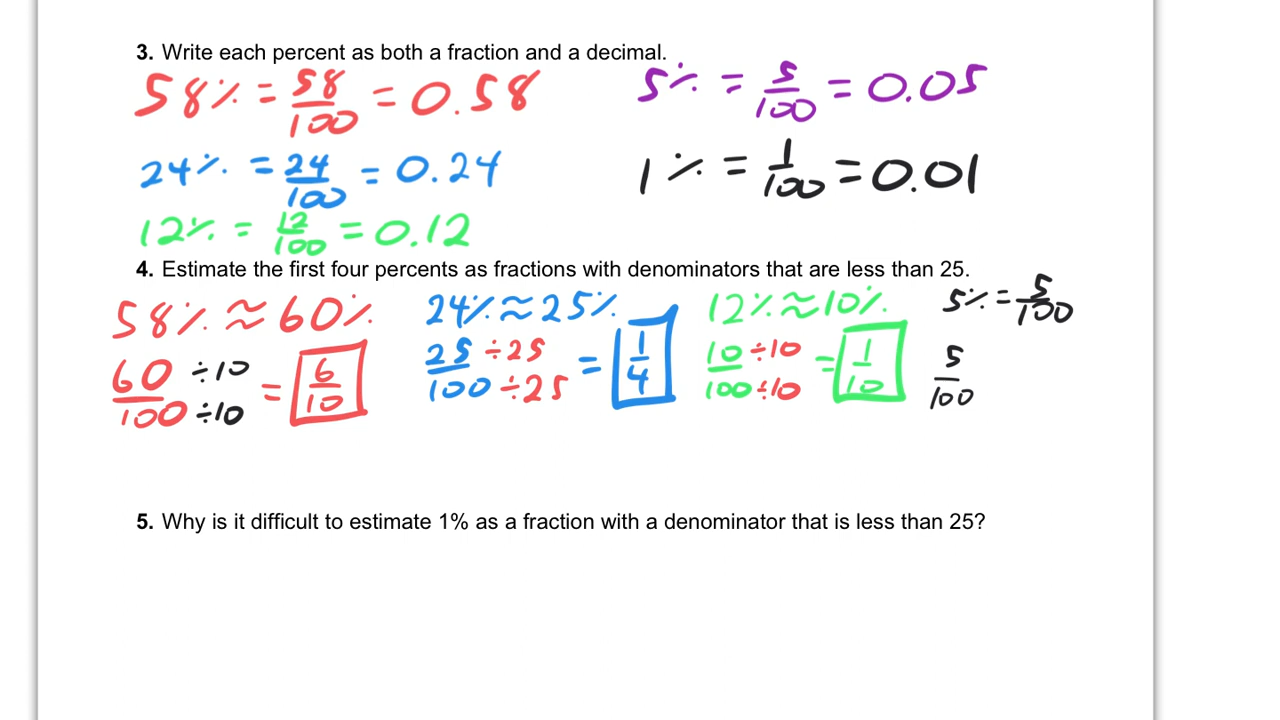 3. Write each percent as both a fraction and a decimal.
58% = 58/100 = 0.58
5% = 5/100 = 0.05
24% = 24/100 = 0.24
1% = 1/100 = 0.01
12% = 12/100 = 0.12
4. Estimate the first four percents as fractions with denominators that are less than 25.
58% ≈ 60%
60/100 ÷10/÷10 = 6/10
24% ≈ 25%
25/100 ÷25/÷25 = 1/4
12% ≈ 10%
10/100 ÷10/÷10 = 1/10
5% = 5/100
5/100
5. Why is it difficult to estimate 1% as a fraction with a denominator that is less than 25?